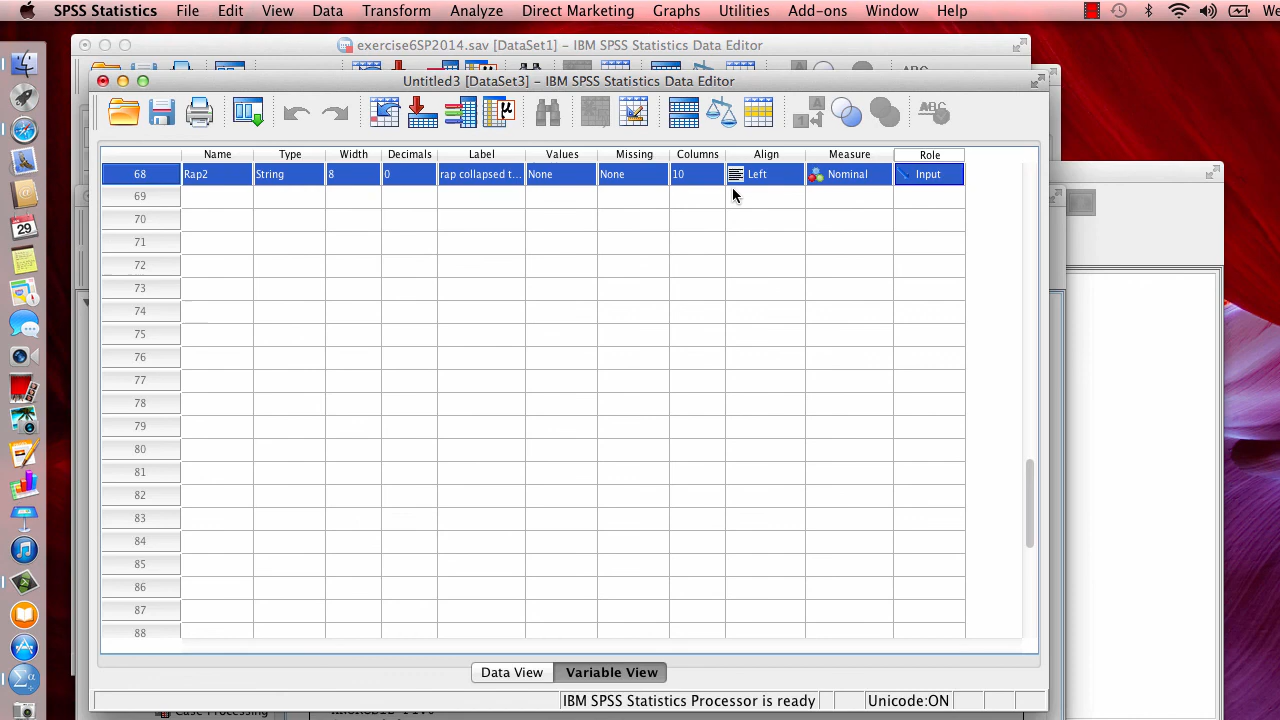 SPSS Statistics File Edit View Data Transform Analyze Direct Marketing Graphs Utilities Add-ons Window Help We
exercise6SP2014.sav [DataSet1] – IBM SPSS Statistics Data Editor
Untitled3 [DataSet3] – IBM SPSS Statistics Data Editor
Name Type Width Decimals Label Values Missing Columns Align Measure Role
68 Rap2 String 8 0 rap collapsed t... None None 10 Left Nominal Input
69
70
71
72
73
74
75
76
77
78
79
80
81
82
83
84
85
86
87
88
Data View Variable View
IBM SPSS Statistics Processor is ready Unicode:ON